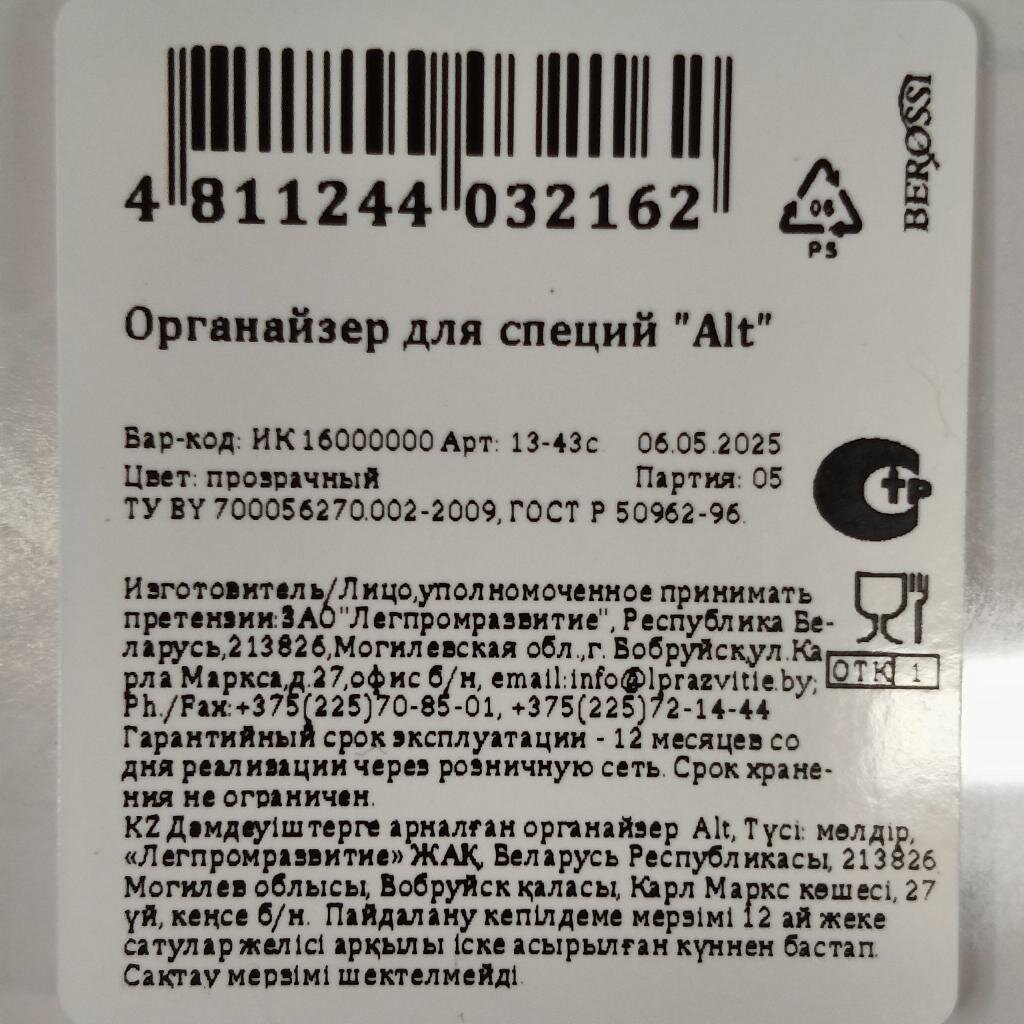 BERØSSI
4 811244 032162
06
PS
Органайзер для специй "Alt"
Бар-код: ИК 16000000 Арт: 13-43с 06.05.2025
Цвет: прозрачный Партия: 05
ТУ BY 700056270.002-2009, ГОСТ Р 50962-96.
Изготовитель/Лицо,уполномоченное принимать
претензии:ЗАО "Легпромразвитие", Республика Бе-
ларусь,213826,Могилевская обл.,г. Бобруйск,ул.Ка
рла Маркса,д.27,офис б/н, email:info@lprazvitie.by;
ОТК 1
Ph./Fax:+375(225)70-85-01, +375(225)72-14-44
Гарантийный срок эксплуатации - 12 месяцев со
дня реализации через розничную сеть. Срок хране-
ния не ограничен.
KZ Дәмдеуіштерге арналған органайзер Alt, Түсі: мөлдір,
«Легпромразвитие» ЖАҚ, Беларусь Республикасы, 213826
Могилев облысы, Бобруйск қаласы, Карл Маркс көшесі, 27
үй, кеңсе б/н. Пайдалану кепілдеме мерзімі 12 ай жеке
сатулар желісі арқылы іске асырылған күннен бастап.
Сақтау мерзімі шектелмейді.